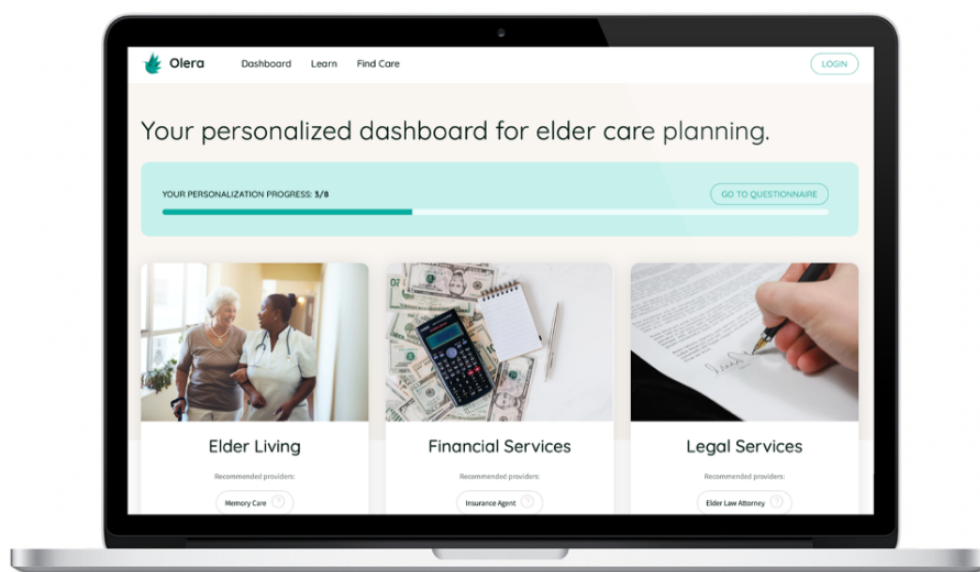 Olera
Dashboard Learn Find Care
LOGIN
Your personalized dashboard for elder care planning.
YOUR PERSONALIZATION PROGRESS: 3/8
GO TO QUESTIONNAIRE
Elder Living
Recommended providers:
Memory Care ?
Financial Services
Recommended providers:
Insurance Agent ?
Legal Services
Recommended providers:
Elder Law Attorney ?